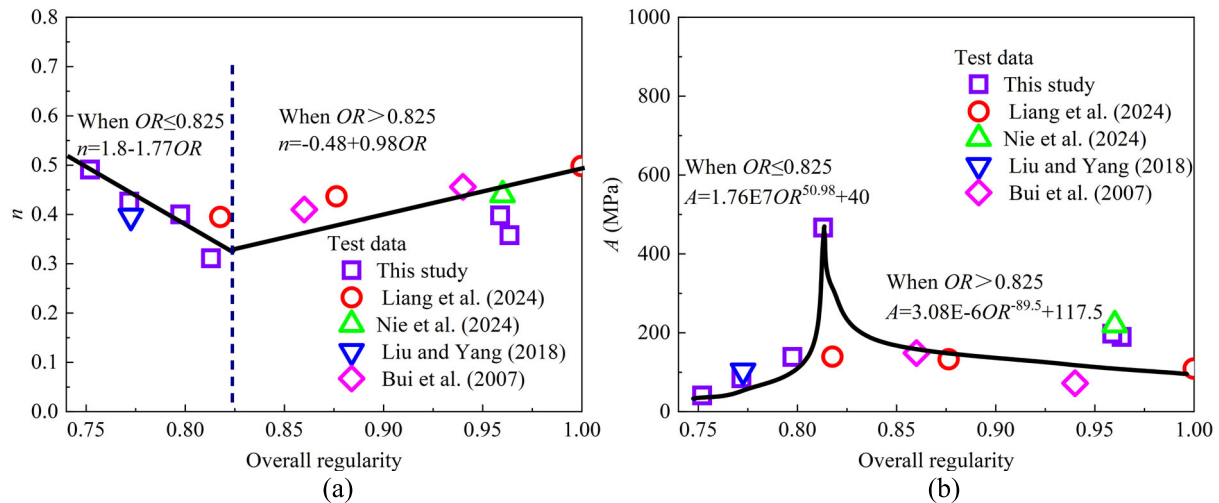 (a)
0.8
0.7
0.6
0.5
0.4
0.3
0.2
0.1
0.0
n
When OR≤0.825
n=1.8-1.77OR
When OR＞0.825
n=-0.48+0.98OR
Test data
This study
Liang et al. (2024)
Nie et al. (2024)
Liu and Yang (2018)
Bui et al. (2007)
0.75 0.80 0.85 0.90 0.95 1.00
Overall regularity
(a)
(b)
1000
800
600
400
200
0
A (MPa)
Test data
This study
Liang et al. (2024)
Nie et al. (2024)
Liu and Yang (2018)
Bui et al. (2007)
When OR≤0.825
A=1.76E7OR^50.98+40
When OR＞0.825
A=3.08E-6OR^-89.5+117.5
0.75 0.80 0.85 0.90 0.95 1.00
Overall regularity
(b)